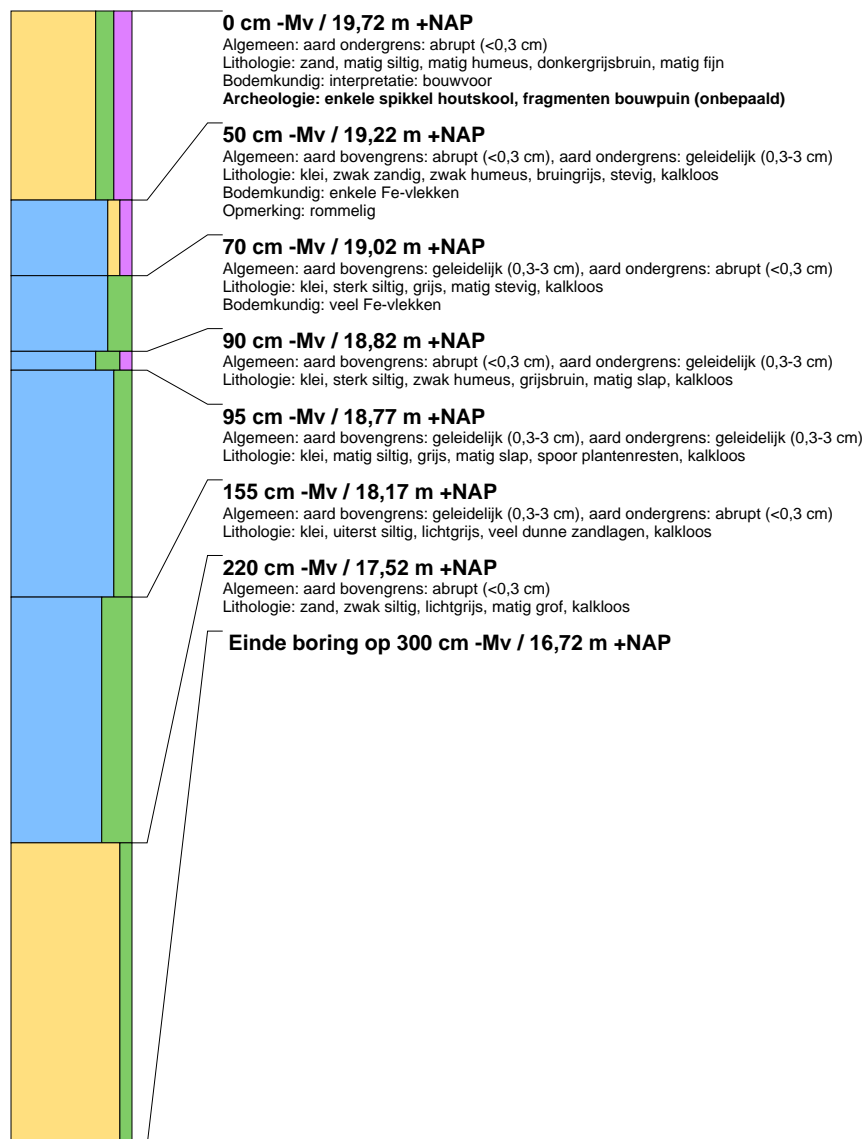 0 cm -Mv / 19,72 m +NAP
Algemeen: aard ondergrens: abrupt (<0,3 cm)
Lithologie: zand, matig siltig, matig humeus, donkergrijsbruin, matig fijn
Bodemkundig: interpretatie: bouwvoor
Archeologie: enkele spikkel houtskool, fragmenten bouwpuin (onbepaald)
50 cm -Mv / 19,22 m +NAP
Algemeen: aard bovengrens: abrupt (<0,3 cm), aard ondergrens: geleidelijk (0,3-3 cm)
Lithologie: klei, zwak zandig, zwak humeus, bruingrijs, stevig, kalkloos
Bodemkundig: enkele Fe-vlekken
Opmerking: rommelig
70 cm -Mv / 19,02 m +NAP
Algemeen: aard bovengrens: geleidelijk (0,3-3 cm), aard ondergrens: abrupt (<0,3 cm)
Lithologie: klei, sterk siltig, grijs, matig stevig, kalkloos
Bodemkundig: veel Fe-vlekken
90 cm -Mv / 18,82 m +NAP
Algemeen: aard bovengrens: abrupt (<0,3 cm), aard ondergrens: geleidelijk (0,3-3 cm)
Lithologie: klei, sterk siltig, zwak humeus, grijsbruin, matig slap, kalkloos
95 cm -Mv / 18,77 m +NAP
Algemeen: aard bovengrens: geleidelijk (0,3-3 cm), aard ondergrens: geleidelijk (0,3-3 cm)
Lithologie: klei, matig siltig, grijs, matig slap, spoor plantenresten, kalkloos
155 cm -Mv / 18,17 m +NAP
Algemeen: aard bovengrens: geleidelijk (0,3-3 cm), aard ondergrens: abrupt (<0,3 cm)
Lithologie: klei, uiterst siltig, lichtgrijs, veel dunne zandlagen, kalkloos
220 cm -Mv / 17,52 m +NAP
Algemeen: aard bovengrens: abrupt (<0,3 cm)
Lithologie: zand, zwak siltig, lichtgrijs, matig grof, kalkloos
Einde boring op 300 cm -Mv / 16,72 m +NAP